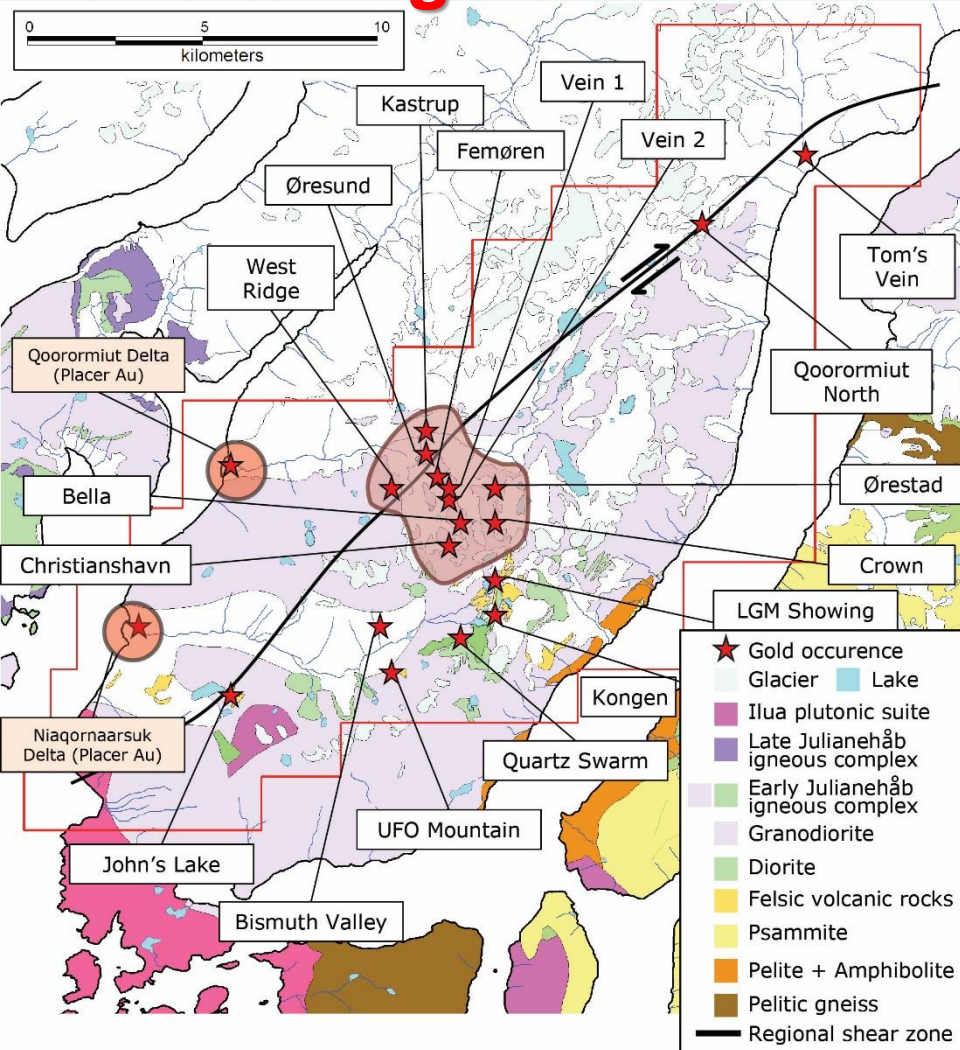 0 5 10
kilometers
Vein 1
Kastrup
Femøren
Vein 2
Øresund
West
Ridge
Tom's
Vein
Qoorormiut Delta
(Placer Au)
Qoorormiut
North
Bella
Ørestad
Christianshavn
Crown
LGM Showing
Kongen
Niaqornaarsuk
Delta (Placer Au)
Quartz Swarm
UFO Mountain
John's Lake
Bismuth Valley
Gold occurence
Glacier Lake
Ilua plutonic suite
Late Julianehåb
igneous complex
Early Julianehåb
igneous complex
Granodiorite
Diorite
Felsic volcanic rocks
Psammite
Pelite + Amphibolite
Pelitic gneiss
Regional shear zone